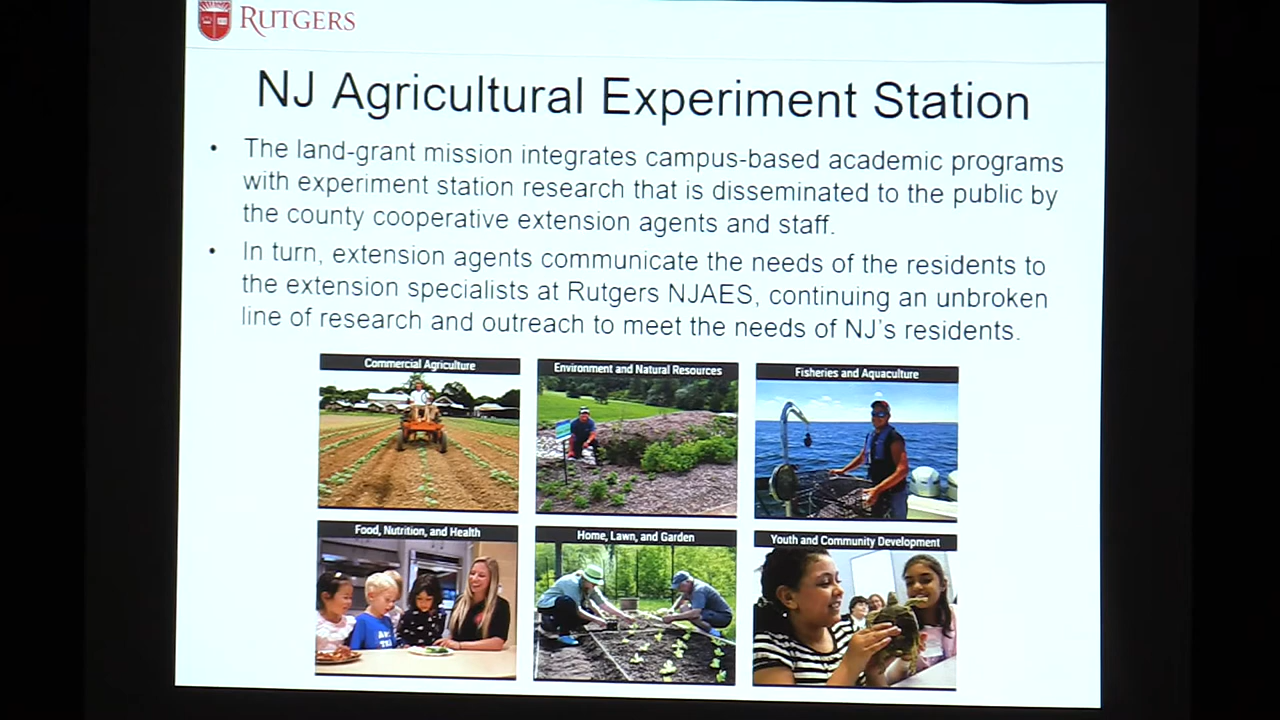 RUTGERS
NJ Agricultural Experiment Station
• The land-grant mission integrates campus-based academic programs
with experiment station research that is disseminated to the public by
the county cooperative extension agents and staff.
• In turn, extension agents communicate the needs of the residents to
the extension specialists at Rutgers NJAES, continuing an unbroken
line of research and outreach to meet the needs of NJ's residents.
Commercial Agriculture
Environment and Natural Resources
Fisheries and Aquaculture
Food, Nutrition, and Health
Home, Lawn, and Garden
Youth and Community Development